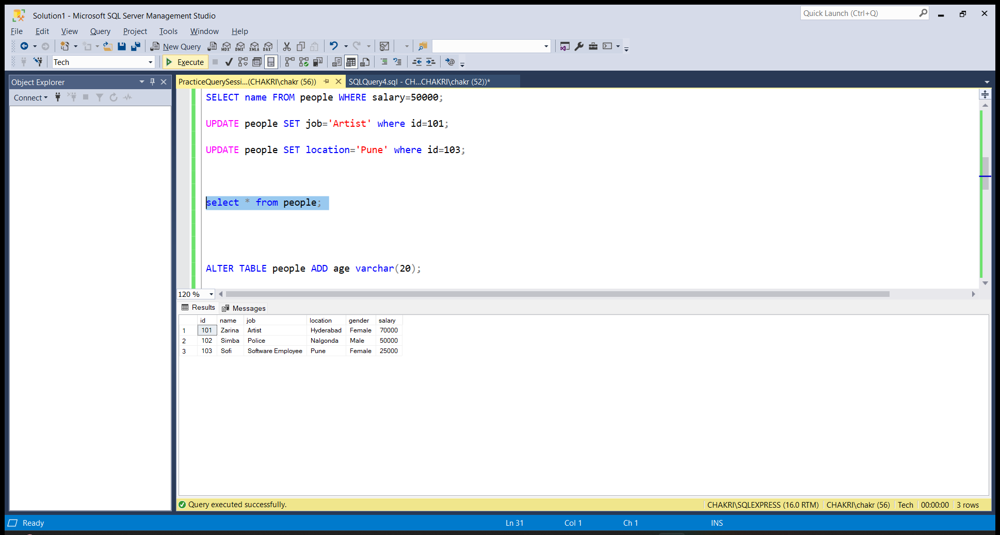 Solution1 - Microsoft SQL Server Management Studio
Quick Launch (Ctrl+Q)
File Edit View Query Project Tools Window Help
New Query MDX DMX XMLA DAX
Tech Execute
Object Explorer
Connect
PracticeQuerySessi...(CHAKRI\chakr (56)) SQLQuery4.sql - CH...CHAKRI\chakr (52))*
SELECT name FROM people WHERE salary=50000;
UPDATE people SET job='Artist' where id=101;
UPDATE people SET location='Pune' where id=103;
select * from people;
ALTER TABLE people ADD age varchar(20);
120 %
Results Messages
id name job location gender salary
1 101 Zarina Artist Hyderabad Female 70000
2 102 Simba Police Nalgonda Male 50000
3 103 Sofi Software Employee Pune Female 25000
Query executed successfully. CHAKRI\SQLEXPRESS (16.0 RTM) CHAKRI\chakr (56) Tech 00:00:00 3 rows
Ready Ln 31 Col 1 Ch 1 INS